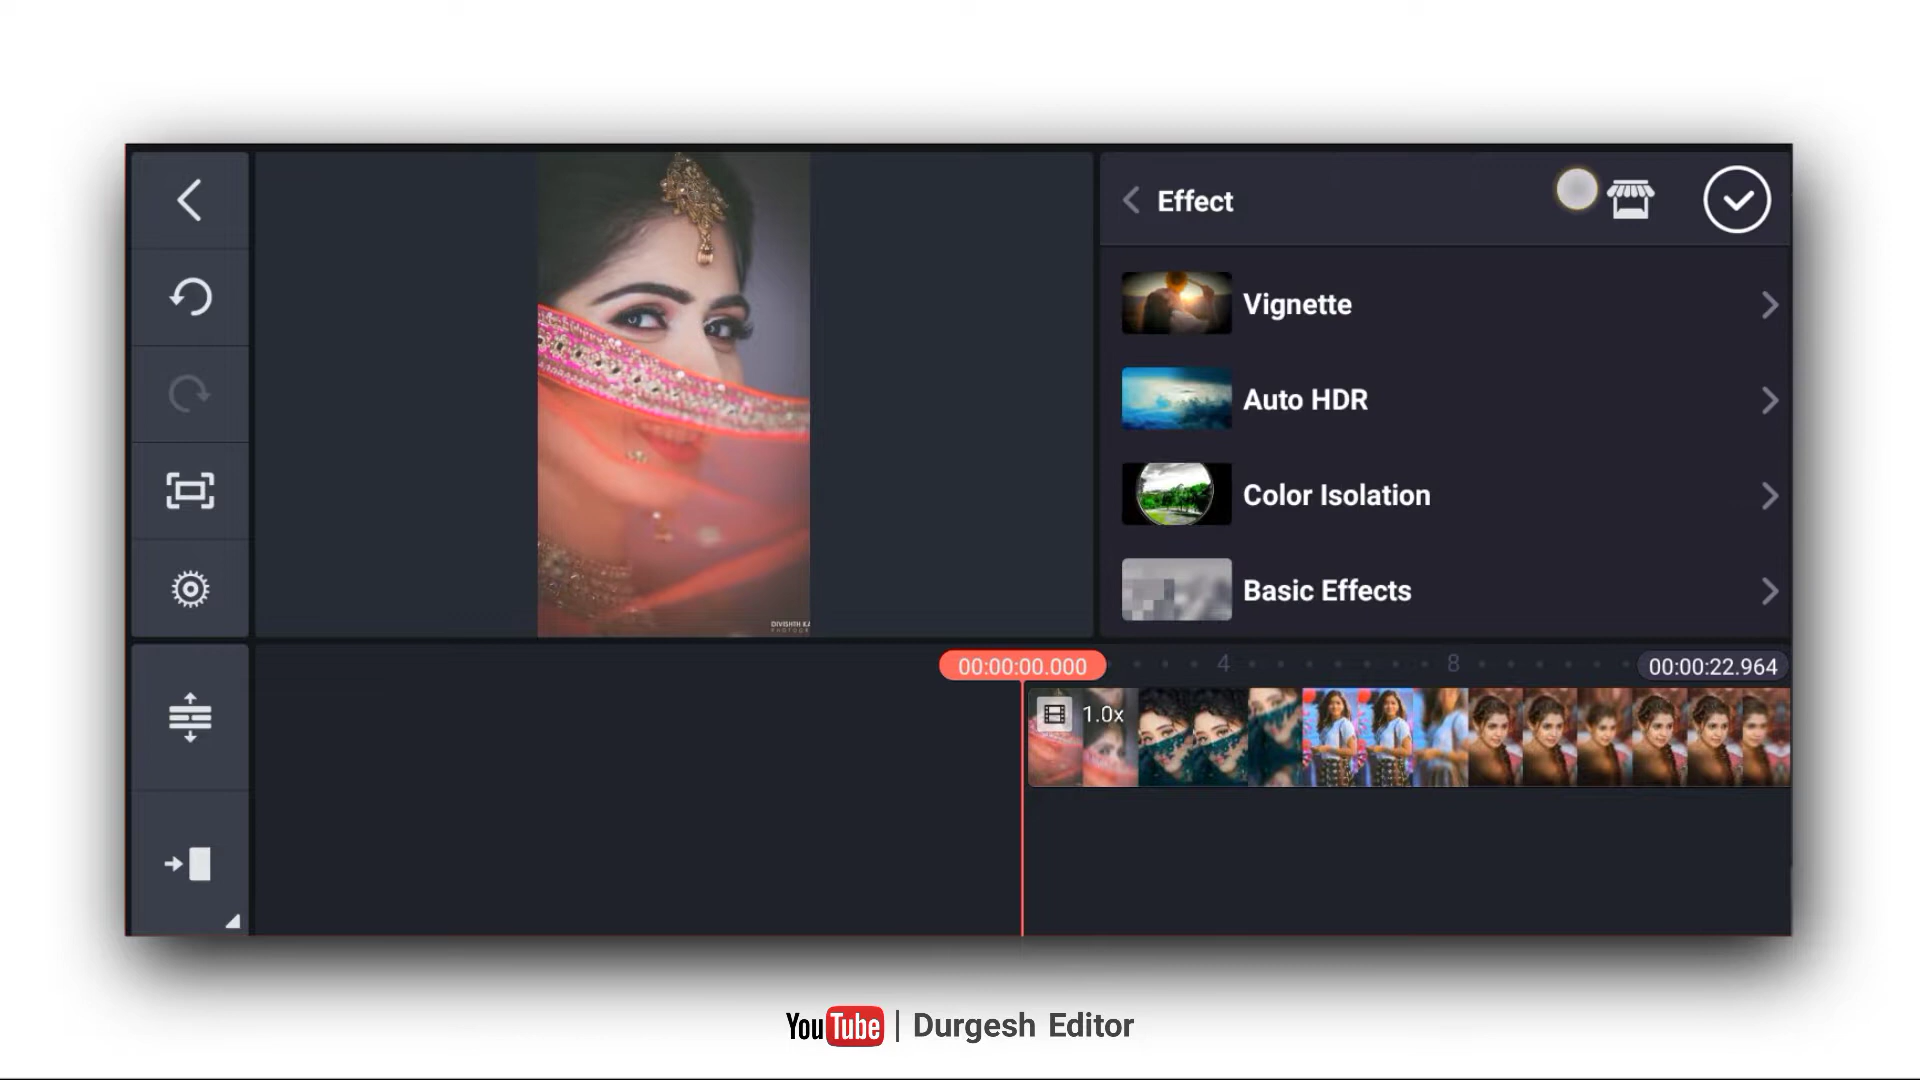 Effect
Vignette
Auto HDR
Color Isolation
Basic Effects
00:00:00.000
4
8
00:00:22.964
1.0x
YouTube | Durgesh Editor